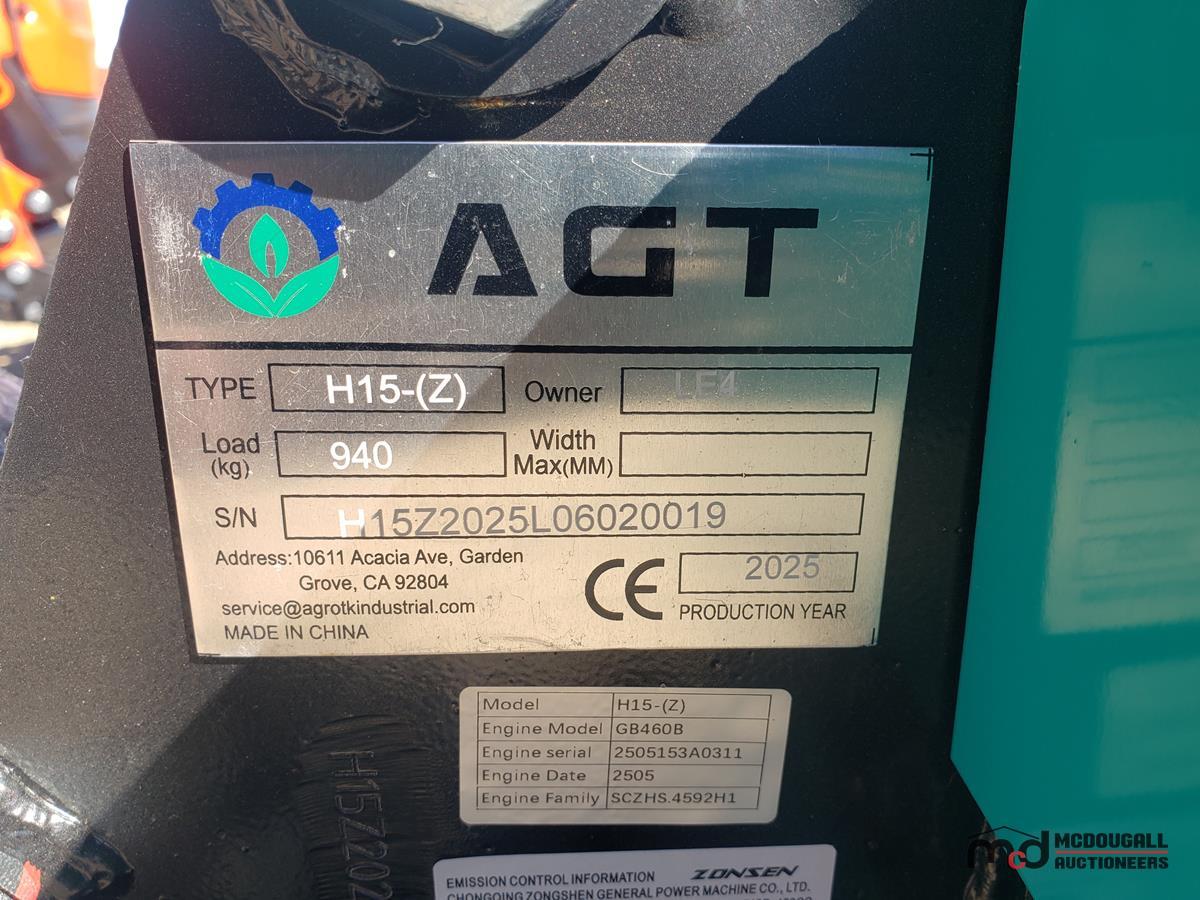 AGT
TYPE H15-(Z) Owner LE4
Load (kg) 940 Width Max(MM)
S/N H15Z2025L06020019
Address:10611 Acacia Ave, Garden
Grove, CA 92804
service@agrotkindustrial.com
MADE IN CHINA
CE 2025
PRODUCTION YEAR
Model H15-(Z)
Engine Model GB460B
Engine serial 2505153A0311
Engine Date 2505
Engine Family SCZHS.4592H1
H15Z202
EMISSION CONTROL INFORMATION ZONSEN
CHONGQING ZONGSHEN GENERAL POWER MACHINE CO., LTD.
mcd MCDOUGALL
AUCTIONEERS